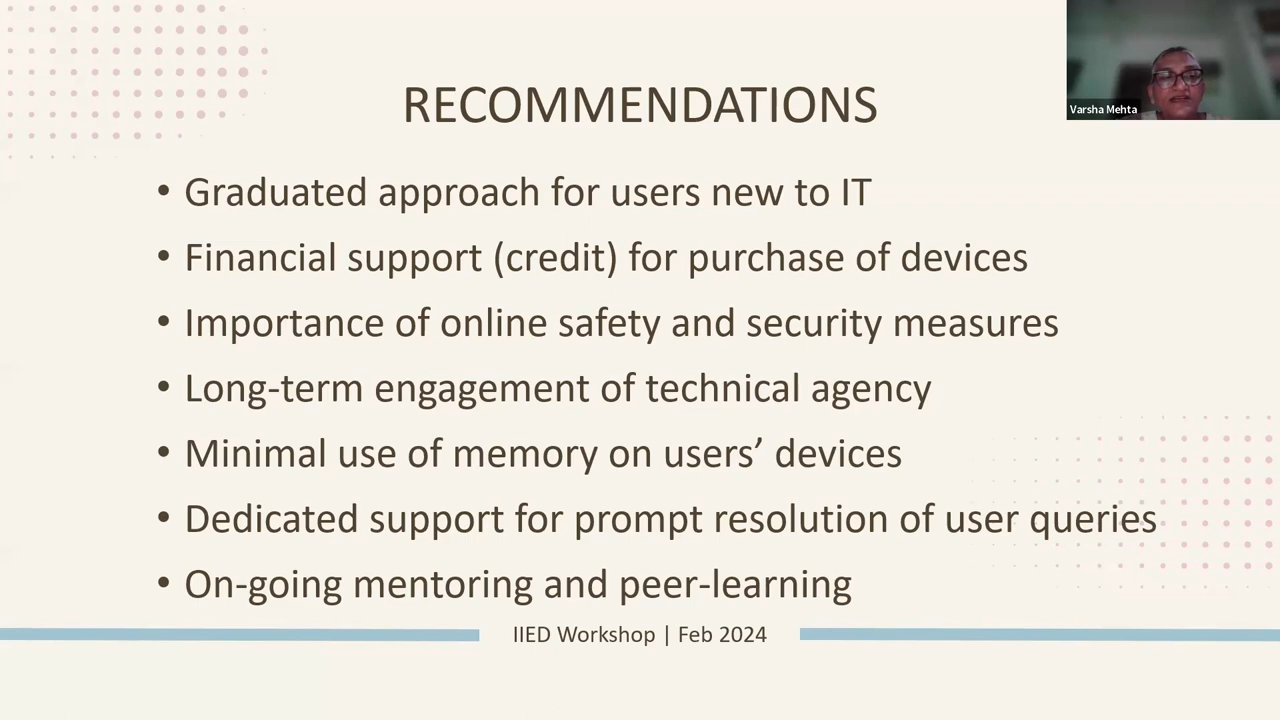 Varsha Mehta
RECOMMENDATIONS
• Graduated approach for users new to IT
• Financial support (credit) for purchase of devices
• Importance of online safety and security measures
• Long-term engagement of technical agency
• Minimal use of memory on users’ devices
• Dedicated support for prompt resolution of user queries
• On-going mentoring and peer-learning
IIED Workshop | Feb 2024